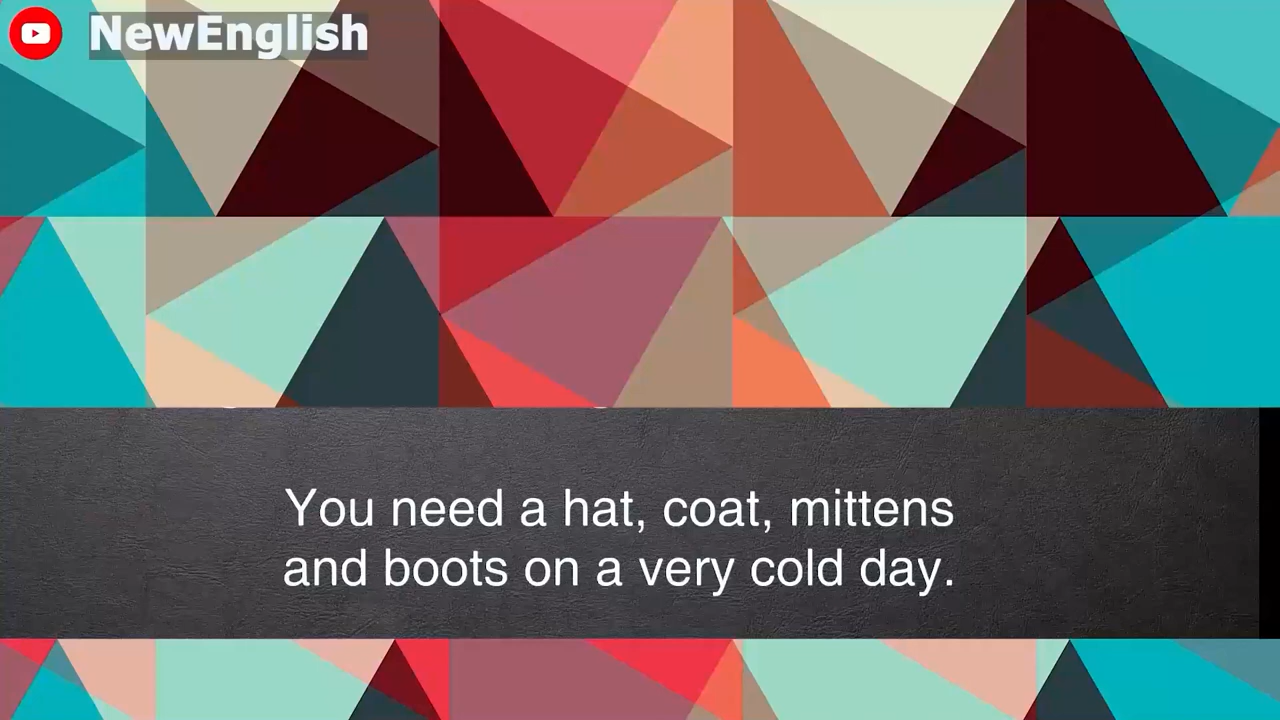 NewEnglish
You need a hat, coat, mittens
and boots on a very cold day.